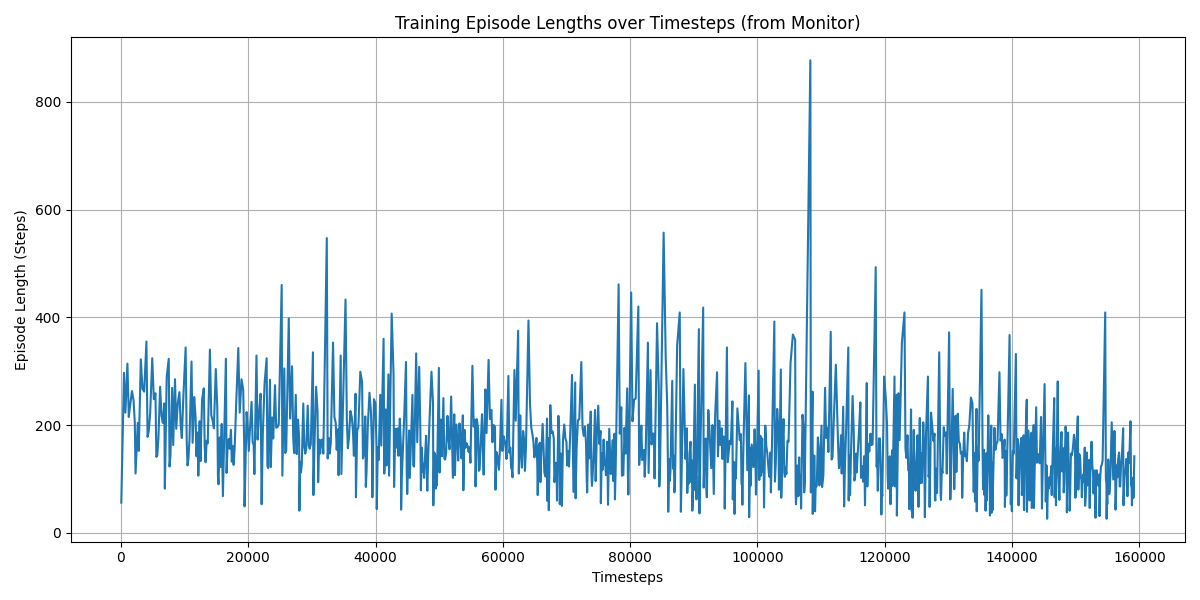 Training Episode Lengths over Timesteps (from Monitor)
Episode Length (Steps)
800
600
400
200
0
0 20000 40000 60000 80000 100000 120000 140000 160000
Timesteps